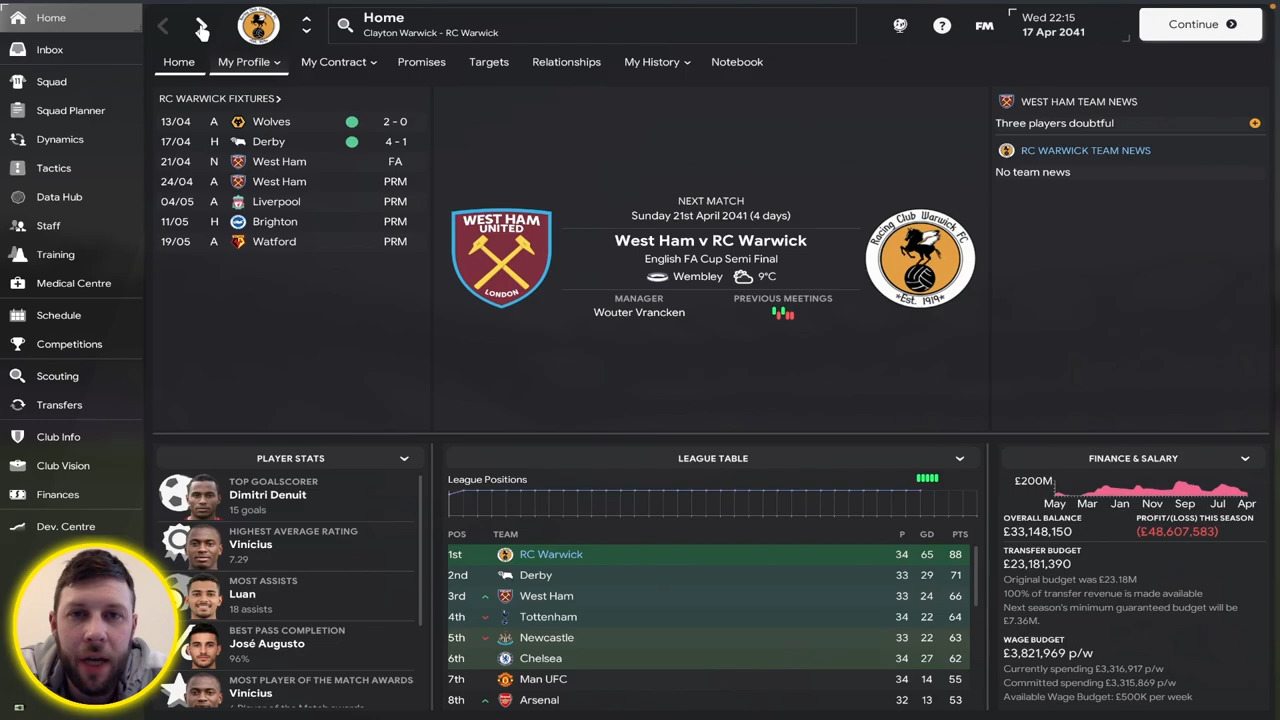 Home
Home
Clayton Warwick - RC Warwick
FM
Wed 22:15
17 Apr 2041
Continue
Home
My Profile
My Contract
Promises
Targets
Relationships
My History
Notebook
Inbox
Squad
Squad Planner
Dynamics
Tactics
Data Hub
Staff
Training
Medical Centre
Schedule
Competitions
Scouting
Transfers
Club Info
Club Vision
Finances
Dev. Centre
RC WARWICK FIXTURES
13/04 A Wolves 2 - 0
17/04 H Derby 4 - 1
21/04 N West Ham FA
24/04 A West Ham PRM
04/05 A Liverpool PRM
11/05 H Brighton PRM
19/05 A Watford PRM
WEST HAM
UNITED
LONDON
NEXT MATCH
Sunday 21st April 2041 (4 days)
West Ham v RC Warwick
English FA Cup Semi Final
Wembley 9°C
MANAGER
Wouter Vrancken
PREVIOUS MEETINGS
Racing Club Warwick FC
*Est. 1919*
WEST HAM TEAM NEWS
Three players doubtful
RC WARWICK TEAM NEWS
No team news
PLAYER STATS
TOP GOALSCORER
Dimitri Denuit
15 goals
HIGHEST AVERAGE RATING
Vinícius
7.29
MOST ASSISTS
Luan
18 assists
BEST PASS COMPLETION
José Augusto
96%
MOST PLAYER OF THE MATCH AWARDS
Vinícius
6 Player of the Match awards
LEAGUE TABLE
League Positions
POS TEAM P GD PTS
1st RC Warwick 34 65 88
2nd Derby 33 29 71
3rd West Ham 33 24 66
4th Tottenham 34 22 64
5th Newcastle 33 22 63
6th Chelsea 34 27 62
7th Man UFC 34 14 55
8th Arsenal 32 13 53
FINANCE & SALARY
£200M
May Mar Jan Nov Sep Jul Apr
OVERALL BALANCE
£33,148,150
PROFIT/(LOSS) THIS SEASON
(£48,607,583)
TRANSFER BUDGET
£23,181,390
Original budget was £23.18M
100% of transfer revenue is made available
Next season's minimum guaranteed budget will be
£7.36M.
WAGE BUDGET
£3,821,969 p/w
Currently spending £3,316,917 p/w
Committed spending £3,315,869 p/w
Available Wage Budget: £500K per week